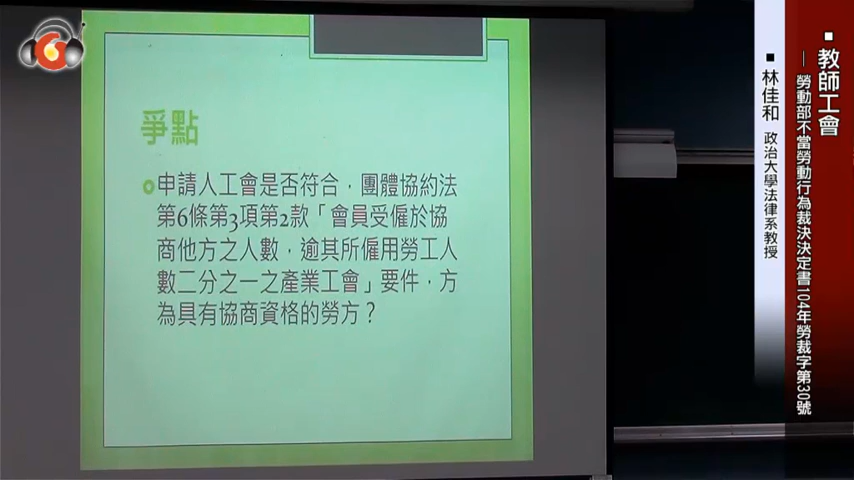 爭點
申請人工會是否符合，團體協約法
第6條第3項第2款「會員受僱於協
商他方之人數，逾其所僱用勞工人
數二分之一之產業工會」要件，方
為具有協商資格的勞方？
▪ 教師工會
— 勞動部不當勞動行為裁決決定書104年勞裁字第30號
▪ 林佳和 政治大學法律系教授